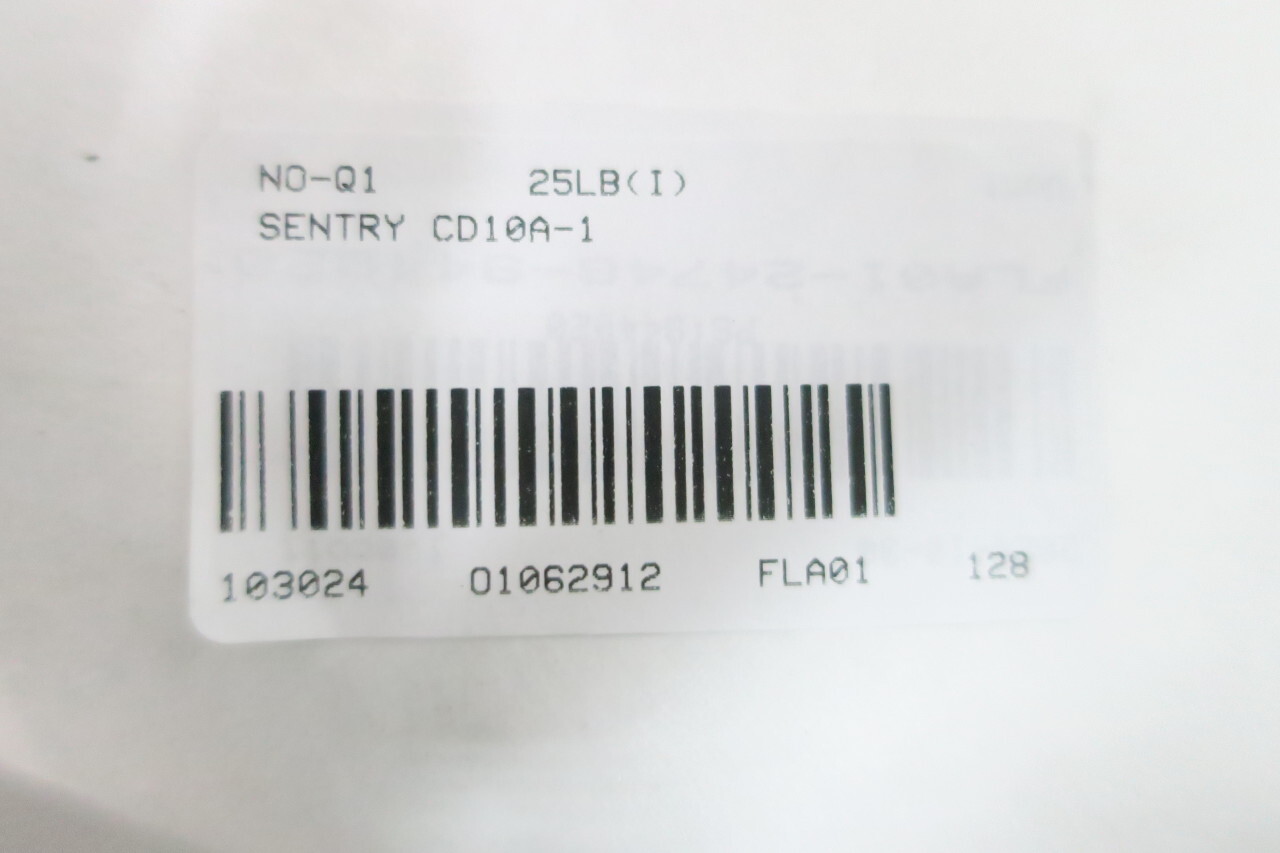 NO-Q1 25LB(I)
SENTRY CD10A-1
103024 01062912 FLA01 128